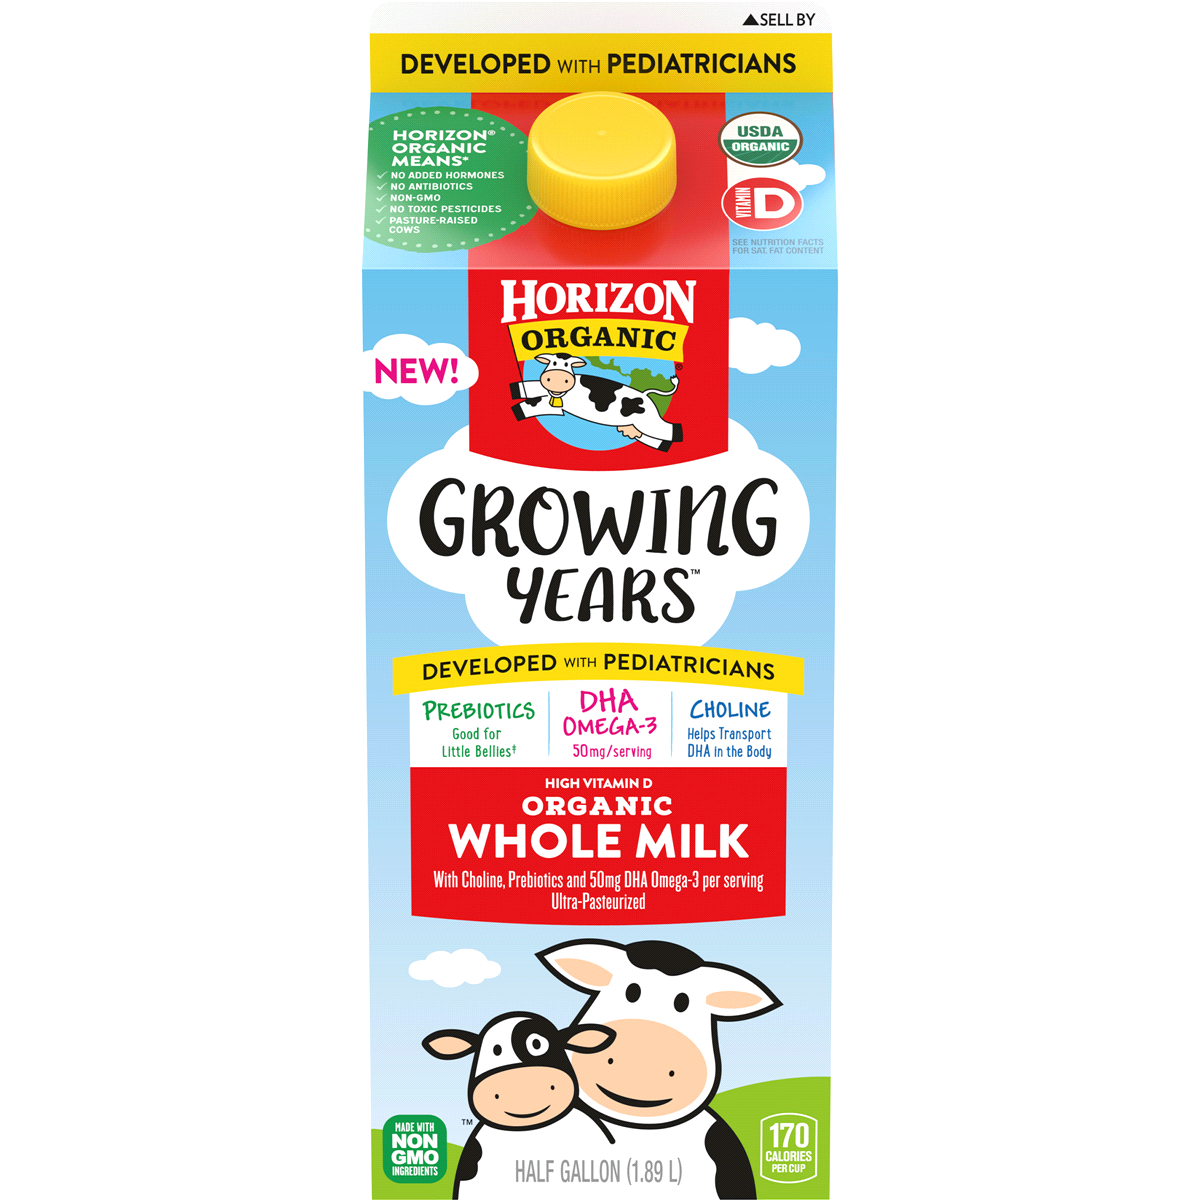 ▲SELL BY
DEVELOPED WITH PEDIATRICIANS
HORIZON®
ORGANIC
MEANS*
✓ NO ADDED HORMONES
✓ NO ANTIBIOTICS
✓ NON-GMO
✓ NO TOXIC PESTICIDES
✓ PASTURE-RAISED
COWS
USDA
ORGANIC
VITAMIN D
SEE NUTRITION FACTS
FOR SAT. FAT CONTENT
HORIZON
ORGANIC
®
NEW!
GROWING
YEARS™
DEVELOPED WITH PEDIATRICIANS
PREBIOTICS
Good for
Little Bellies‡
DHA
OMEGA-3
50mg/serving
CHOLINE
Helps Transport
DHA in the Body
HIGH VITAMIN D
ORGANIC
WHOLE MILK
With Choline, Prebiotics and 50mg DHA Omega-3 per serving
Ultra-Pasteurized
TM
MADE WITH
NON
GMO
INGREDIENTS
HALF GALLON (1.89 L)
170
CALORIES
PER CUP